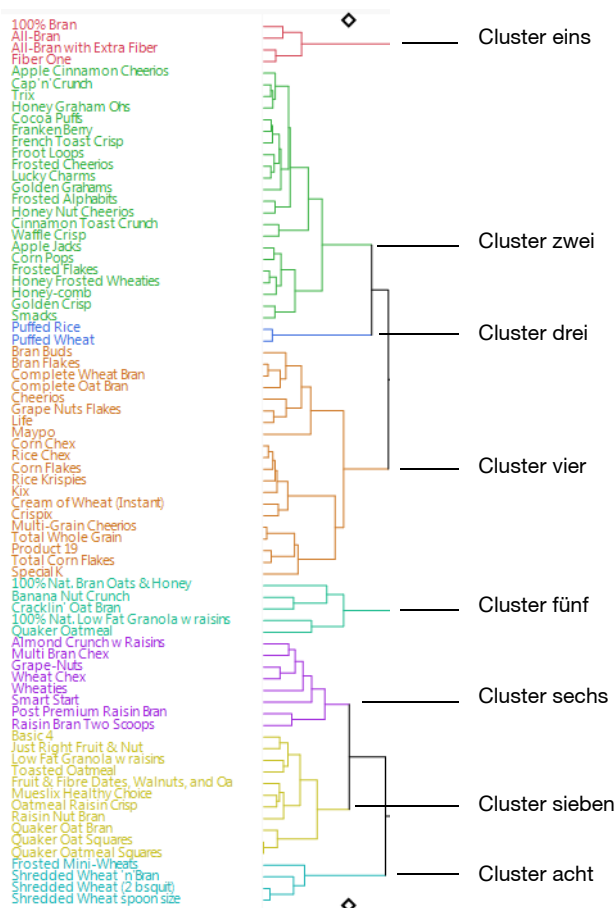 100% Bran
All-Bran
All-Bran with Extra Fiber
Fiber One
Apple Cinnamon Cheerios
Cap'n'Crunch
Trix
Honey Graham Ohs
Cocoa Puffs
FrankenBerry
French Toast Crisp
Froot Loops
Frosted Cheerios
Lucky Charms
Golden Grahams
Frosted Alphabits
Honey Nut Cheerios
Cinnamon Toast Crunch
Waffle Crisp
Apple Jacks
Corn Pops
Frosted Flakes
Honey Frosted Wheaties
Honey-comb
Golden Crisp
Smacks
Puffed Rice
Puffed Wheat
Bran Buds
Bran Flakes
Complete Wheat Bran
Complete Oat Bran
Cheerios
Grape Nuts Flakes
Life
Maypo
Corn Chex
Rice Chex
Corn Flakes
Rice Krispies
Kix
Cream of Wheat (Instant)
Crispix
Multi-Grain Cheerios
Total Whole Grain
Product 19
Total Corn Flakes
Special K
100% Nat. Bran Oats & Honey
Banana Nut Crunch
Cracklin' Oat Bran
100% Nat. Low Fat Granola w raisins
Quaker Oatmeal
Almond Crunch w Raisins
Multi Bran Chex
Grape-Nuts
Wheat Chex
Wheaties
Smart Start
Post Premium Raisin Bran
Raisin Bran Two Scoops
Basic 4
Just Right Fruit & Nut
Low Fat Granola w raisins
Toasted Oatmeal
Fruit & Fibre Dates, Walnuts, and Oa
Mueslix Healthy Choice
Oatmeal Raisin Crisp
Raisin Nut Bran
Quaker Oat Bran
Quaker Oat Squares
Quaker Oatmeal Squares
Frosted Mini-Wheats
Shredded Wheat 'n'Bran
Shredded Wheat (2 bsquit)
Shredded Wheat spoon size
Cluster eins
Cluster zwei
Cluster drei
Cluster vier
Cluster fünf
Cluster sechs
Cluster sieben
Cluster acht